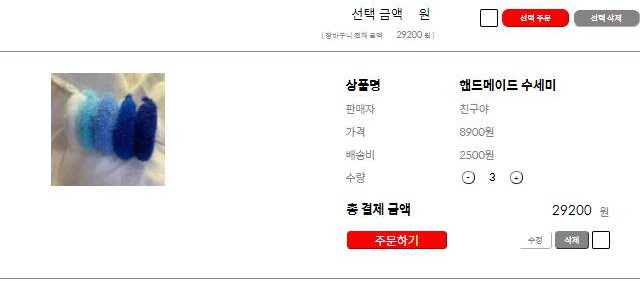 선택 금액 원 선택 주문 선택 삭제
( 장바구니 전체 금액 29200 원 )
상품명 핸드메이드 수세미
판매자 친구야
가격 8900원
배송비 2500원
수량 - 3 +
총 결제 금액 29200 원
주문하기 수정 삭제